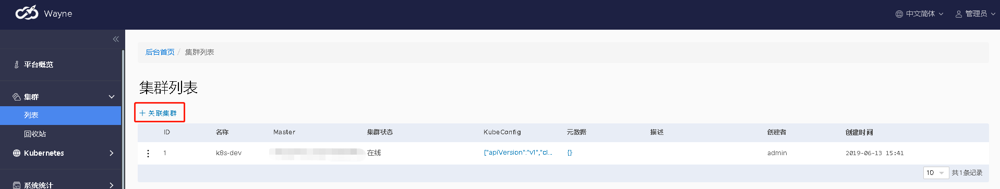 Wayne
中文简体
管理员
平台概览
集群
列表
回收站
Kubernetes
系统统计
后台首页 / 集群列表
集群列表
+ 关联集群
ID 名称 Master 集群状态 KubeConfig 元数据 描述 创建者 创建时间
1 k8s-dev 在线 {"apiVersion":"v1","cl... {} admin 2019-06-13 15:41
10 共1条记录